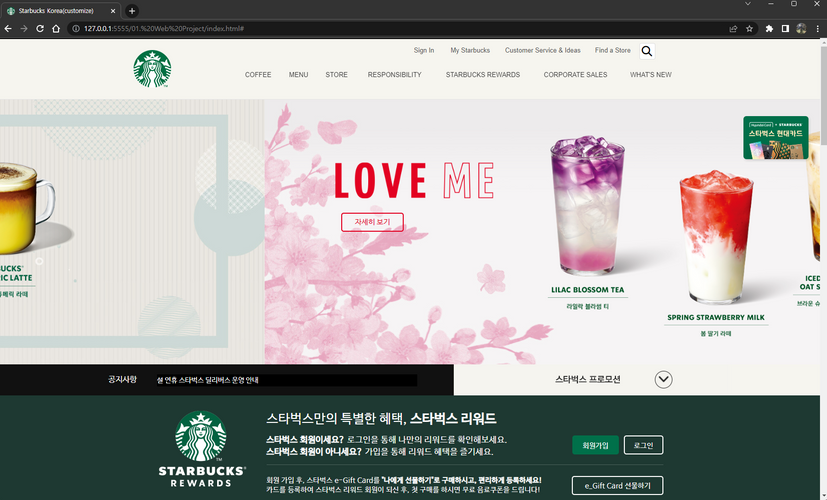 Starbucks Korea(customize)
127.0.0.1:5555/01.%20Web%20Project/index.html#
Sign In My Starbucks Customer Service & Ideas Find a Store
COFFEE MENU STORE RESPONSIBILITY STARBUCKS REWARDS CORPORATE SALES WHAT'S NEW
STARBUCKS
스타벅스 현대카드
LOVE ME
자세히 보기
BUCKS®
IC LATTE
라떼
LILAC BLOSSOM TEA
라일락 블라썸 티
SPRING STRAWBERRY MILK
봄 딸기 라떼
ICED
OAT S
브라운 슈
공지사항 설 연휴 스타벅스 딜리버스 운영 안내
스타벅스 프로모션
스타벅스만의 특별한 혜택, 스타벅스 리워드
스타벅스 회원이세요? 로그인을 통해 나만의 리워드를 확인해보세요.
스타벅스 회원이 아니세요? 가입을 통해 리워드 혜택을 즐기세요.
회원가입 로그인
STARBUCKS®
REWARDS
회원 가입 후, 스타벅스 e-Gift Card를 "나에게 선물하기"로 구매하시고, 편리하게 등록하세요!
카드를 등록하여 스타벅스 리워드 회원이 되신 후, 첫 구매를 하시면 무료 음료쿠폰을 드립니다!
e_Gift Card 선물하기